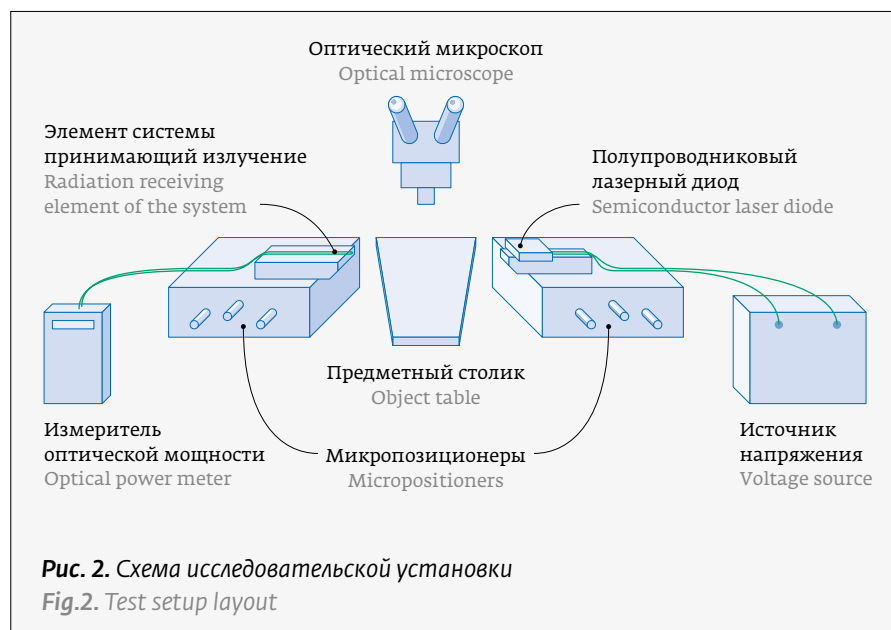 Оптический микроскоп
Optical microscope
Элемент системы
принимающий излучение
Radiation receiving
element of the system
Полупроводниковый
лазерный диод
Semiconductor laser diode
Предметный столик
Object table
Измеритель
оптической мощности
Optical power meter
Микропозиционеры
Micropositioners
Источник
напряжения
Voltage source
Рис. 2. Схема исследовательской установки
Fig.2. Test setup layout